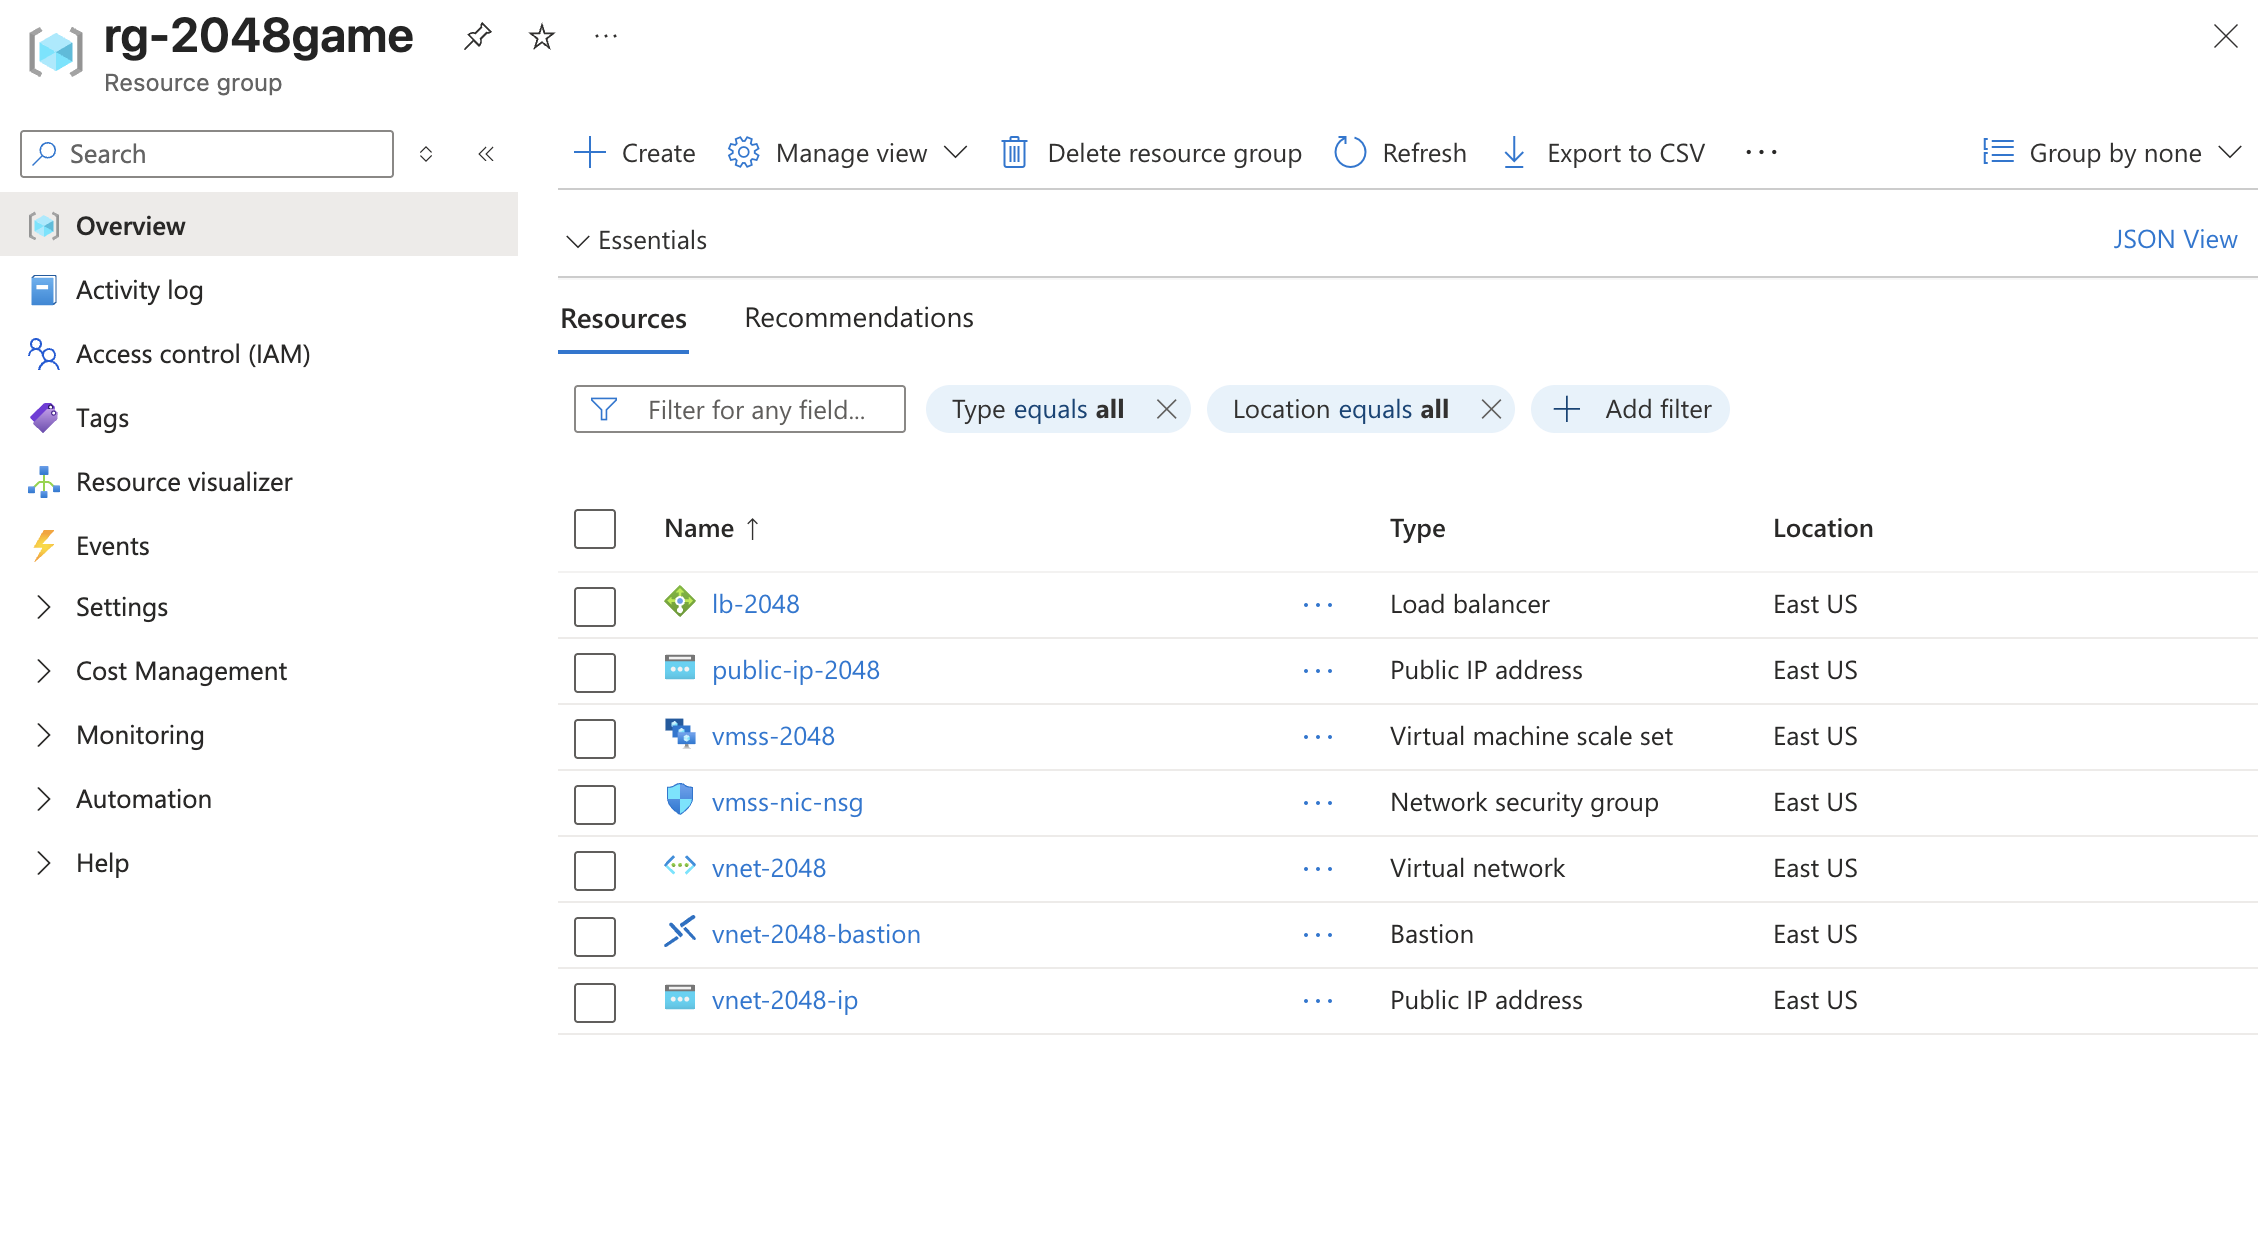 rg-2048game
Resource group
Search
Create
Manage view
Delete resource group
Refresh
Export to CSV
Group by none
Overview
Activity log
Access control (IAM)
Tags
Resource visualizer
Events
Settings
Cost Management
Monitoring
Automation
Help
Essentials
JSON View
Resources Recommendations
Filter for any field...
Type equals all
Location equals all
Add filter
Name ↑ Type Location
lb-2048 Load balancer East US
public-ip-2048 Public IP address East US
vmss-2048 Virtual machine scale set East US
vmss-nic-nsg Network security group East US
vnet-2048 Virtual network East US
vnet-2048-bastion Bastion East US
vnet-2048-ip Public IP address East US